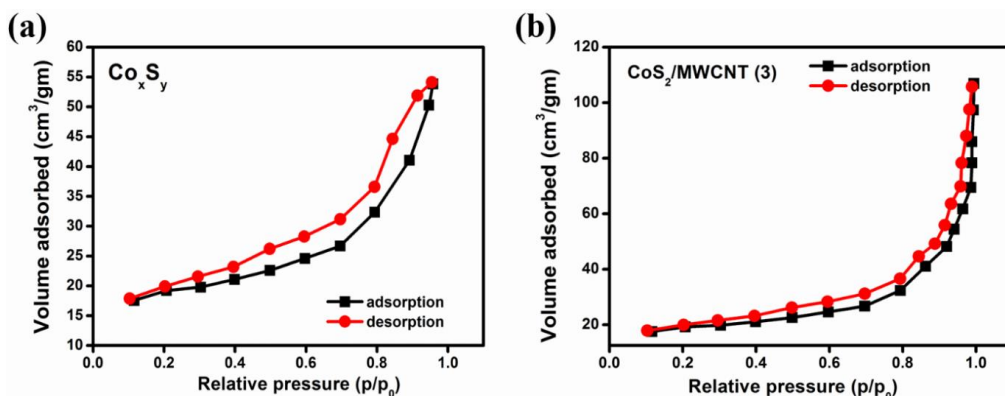 (a)
Volume adsorbed (cm³/gm)
60
55
50
45
40
35
30
25
20
15
10
CoₓSᵧ
adsorption
desorption
0.0 0.2 0.4 0.6 0.8 1.0
Relative pressure (p/p₀)
(b)
Volume adsorbed (cm³/gm)
120
100
80
60
40
20
CoS₂/MWCNT (3)
adsorption
desorption
0.0 0.2 0.4 0.6 0.8 1.0
Relative pressure (p/p₀)